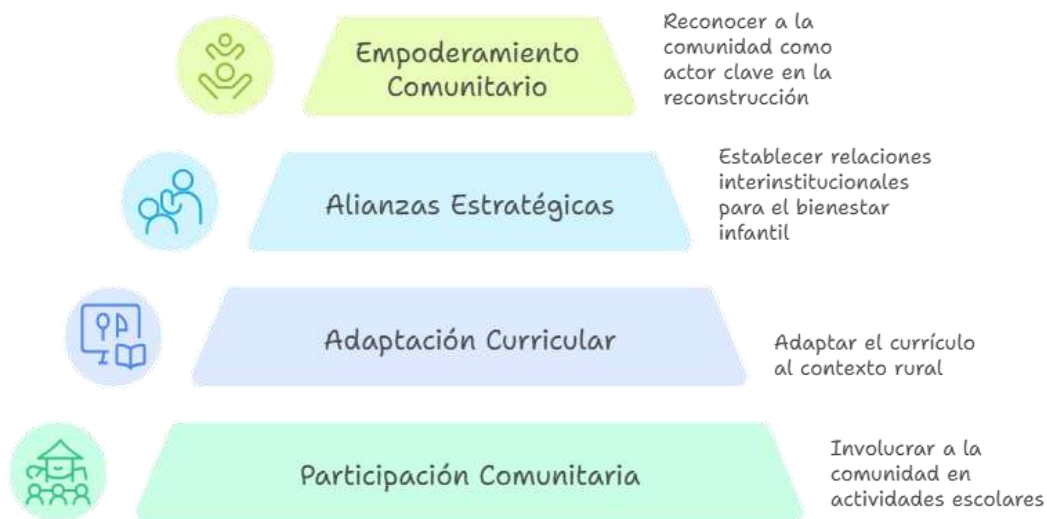 Empoderamiento
Comunitario
Reconocer a la
comunidad como
actor clave en la
reconstrucción
Alianzas Estratégicas
Establecer relaciones
interinstitucionales
para el bienestar
infantil
Adaptación Curricular
Adaptar el currículo
al contexto rural
Participación Comunitaria
Involucrar a la
comunidad en
actividades escolares